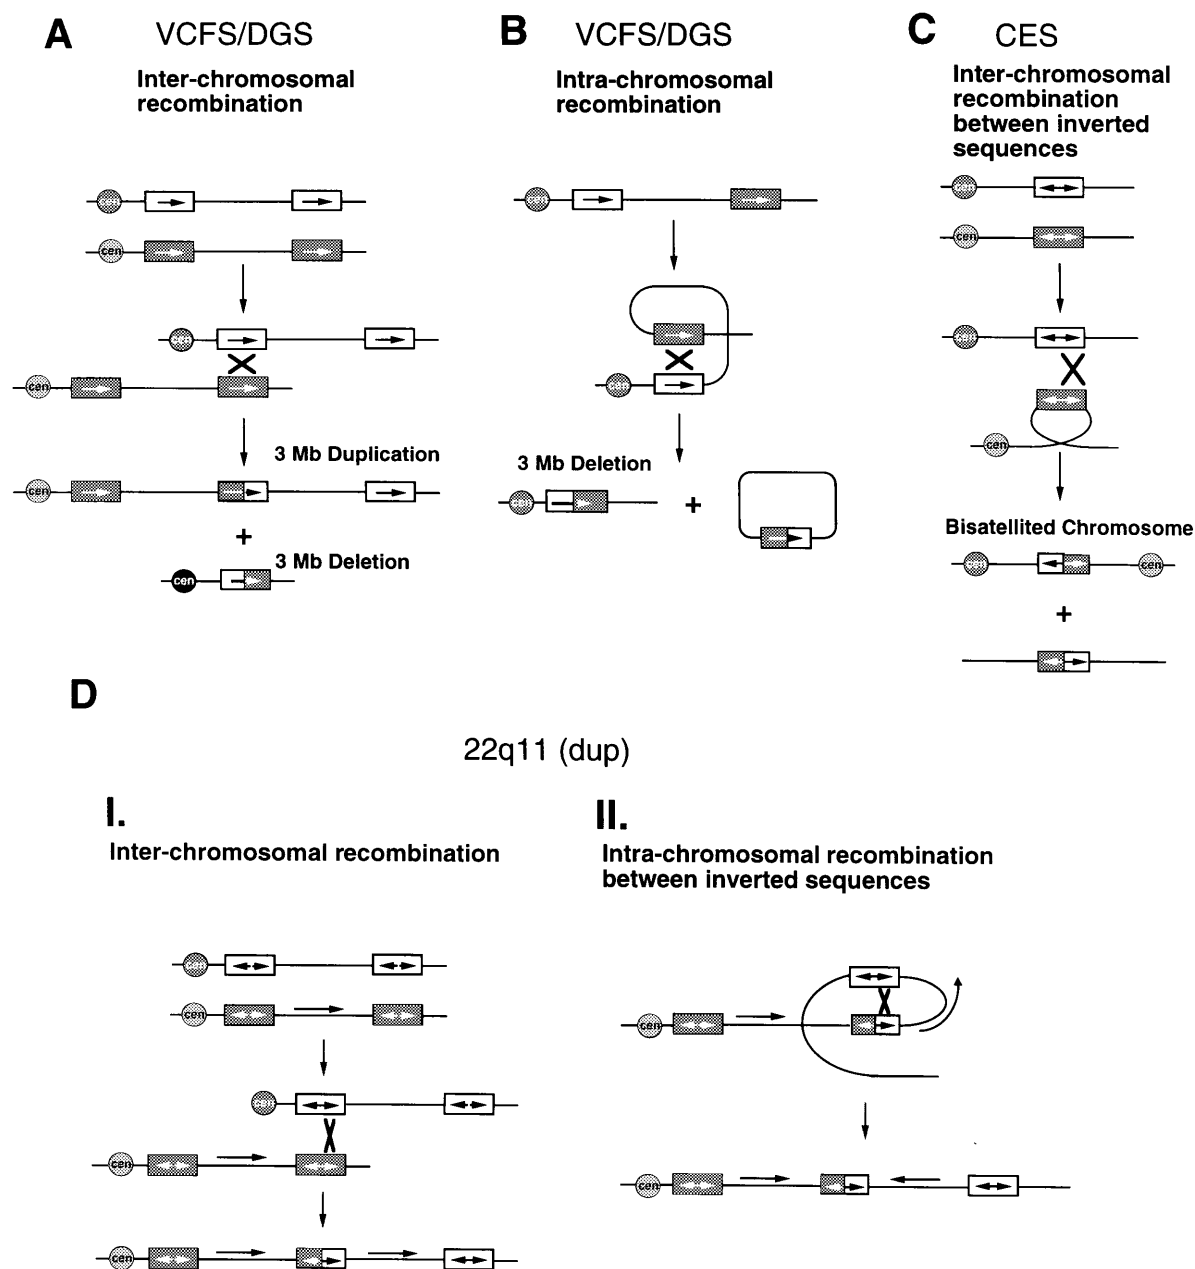 A
VCFS/DGS
Inter-chromosomal
recombination
cen
cen
cen
cen
3 Mb Duplication
cen
+
3 Mb Deletion
cen
B
VCFS/DGS
Intra-chromosomal
recombination
cen
cen
3 Mb Deletion
cen
+
C
CES
Inter-chromosomal
recombination
between inverted
sequences
cen
cen
cen
cen
Bisatellited Chromosome
cen
cen
+
D
22q11 (dup)
I.
Inter-chromosomal recombination
cen
cen
cen
cen
cen
II.
Intra-chromosomal recombination
between inverted sequences
cen
cen